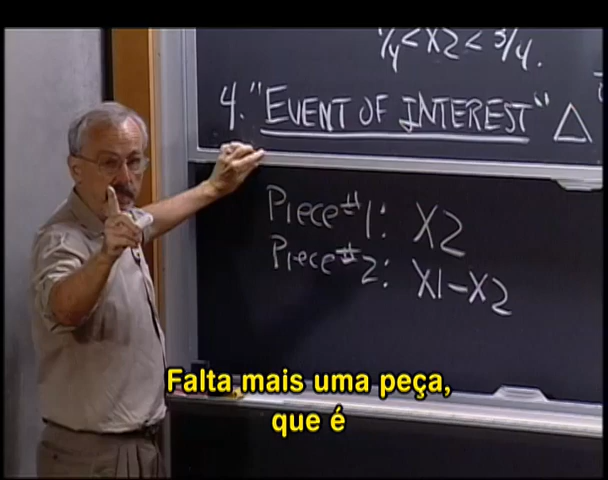 1/4 < X2 < 3/4.
4. "EVENT OF INTEREST" △
Piece #1: X2
Piece #2: X1-X2
Falta mais uma peça,
que é